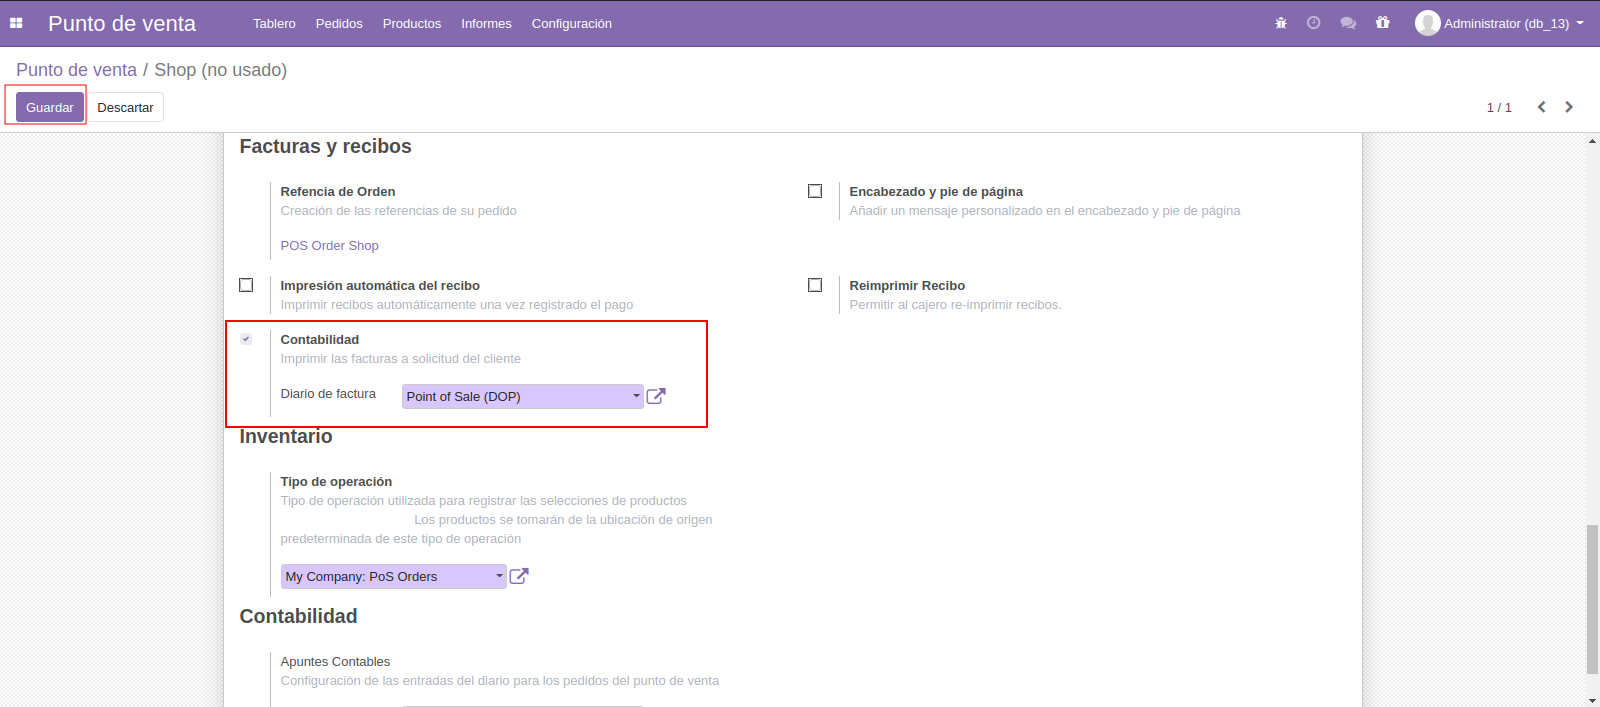 Punto de venta Tablero Pedidos Productos Informes Configuración Administrator (db_13)
Punto de venta / Shop (no usado)
Guardar Descartar 1 / 1
Facturas y recibos
Refencia de Orden
Creación de las referencias de su pedido
POS Order Shop
Encabezado y pie de página
Añadir un mensaje personalizado en el encabezado y pie de página
Impresión automática del recibo
Imprimir recibos automáticamente una vez registrado el pago
Reimprimir Recibo
Permitir al cajero re-imprimir recibos.
Contabilidad
Imprimir las facturas a solicitud del cliente
Diario de factura Point of Sale (DOP)
Inventario
Tipo de operación
Tipo de operación utilizada para registrar las selecciones de productos
Los productos se tomarán de la ubicación de origen
predeterminada de este tipo de operación
My Company: PoS Orders
Contabilidad
Apuntes Contables
Configuración de las entradas del diario para los pedidos del punto de venta